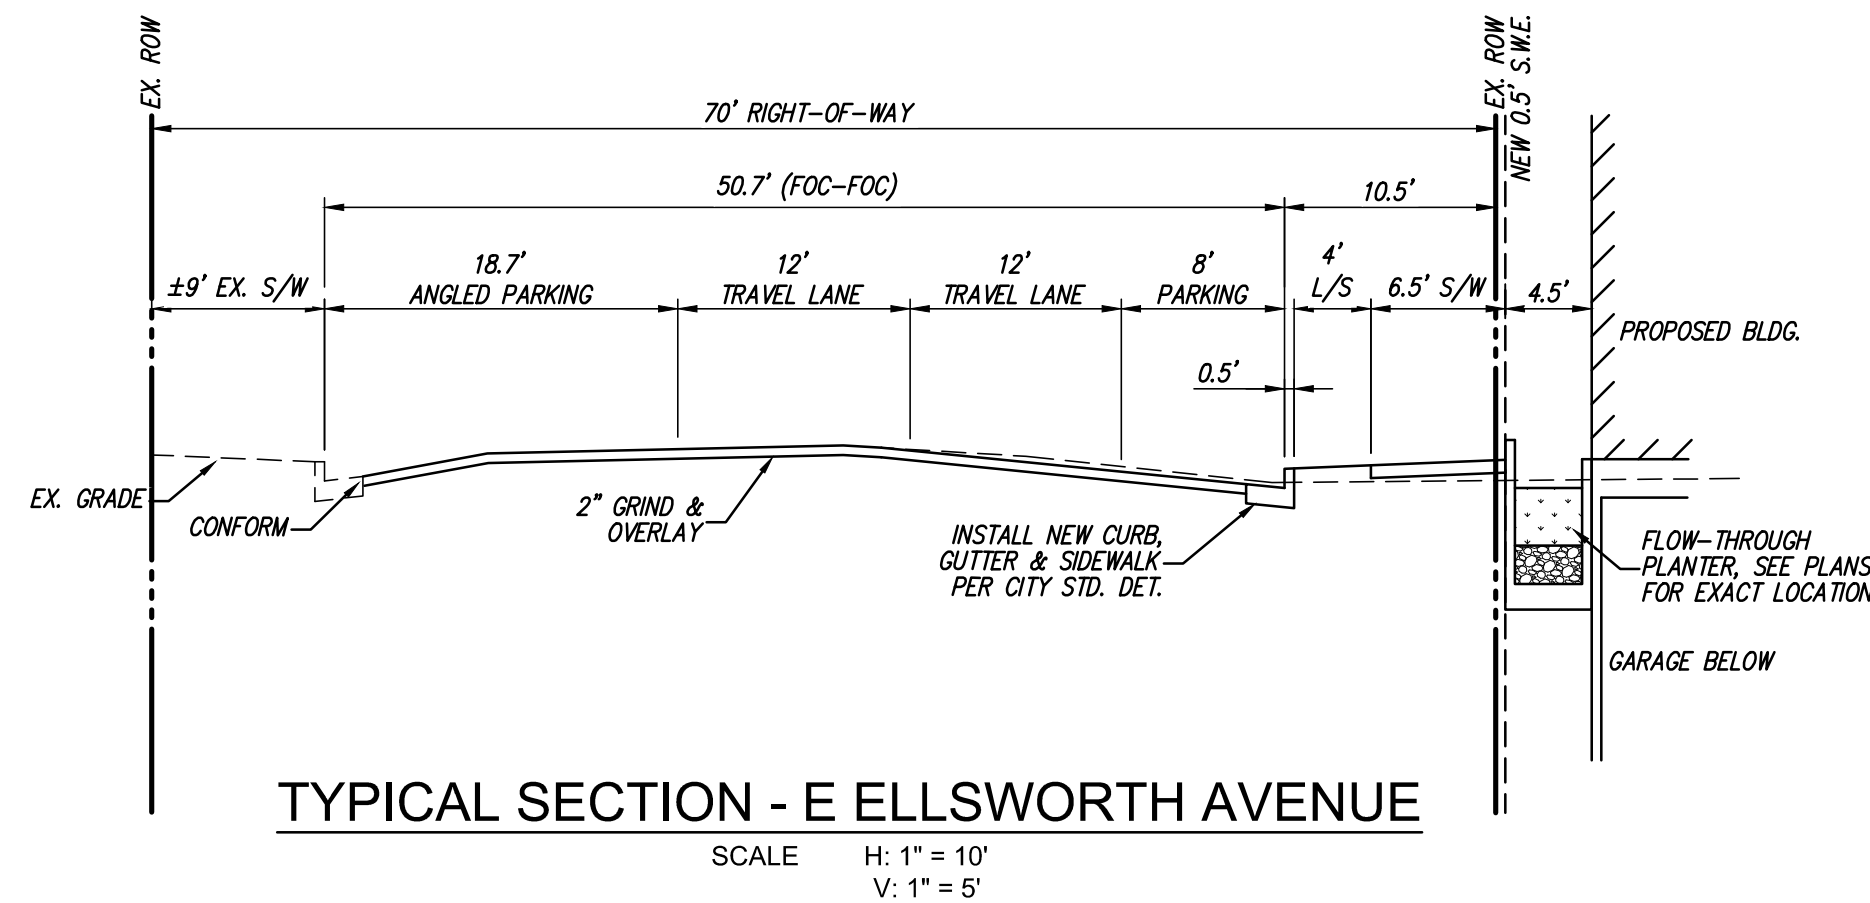 EX. ROW
EX. ROW
NEW 0.5' S.W.E.
70' RIGHT-OF-WAY
50.7' (FOC-FOC)
10.5'
±9' EX. S/W
18.7'
ANGLED PARKING
12'
TRAVEL LANE
12'
TRAVEL LANE
8'
PARKING
4'
L/S
6.5' S/W
4.5'
PROPOSED BLDG.
0.5'
EX. GRADE
CONFORM
2" GRIND &
OVERLAY
INSTALL NEW CURB,
GUTTER & SIDEWALK
PER CITY STD. DET.
FLOW-THROUGH
PLANTER, SEE PLANS
FOR EXACT LOCATION
GARAGE BELOW
TYPICAL SECTION - E ELLSWORTH AVENUE
SCALE H: 1" = 10'
V: 1" = 5'